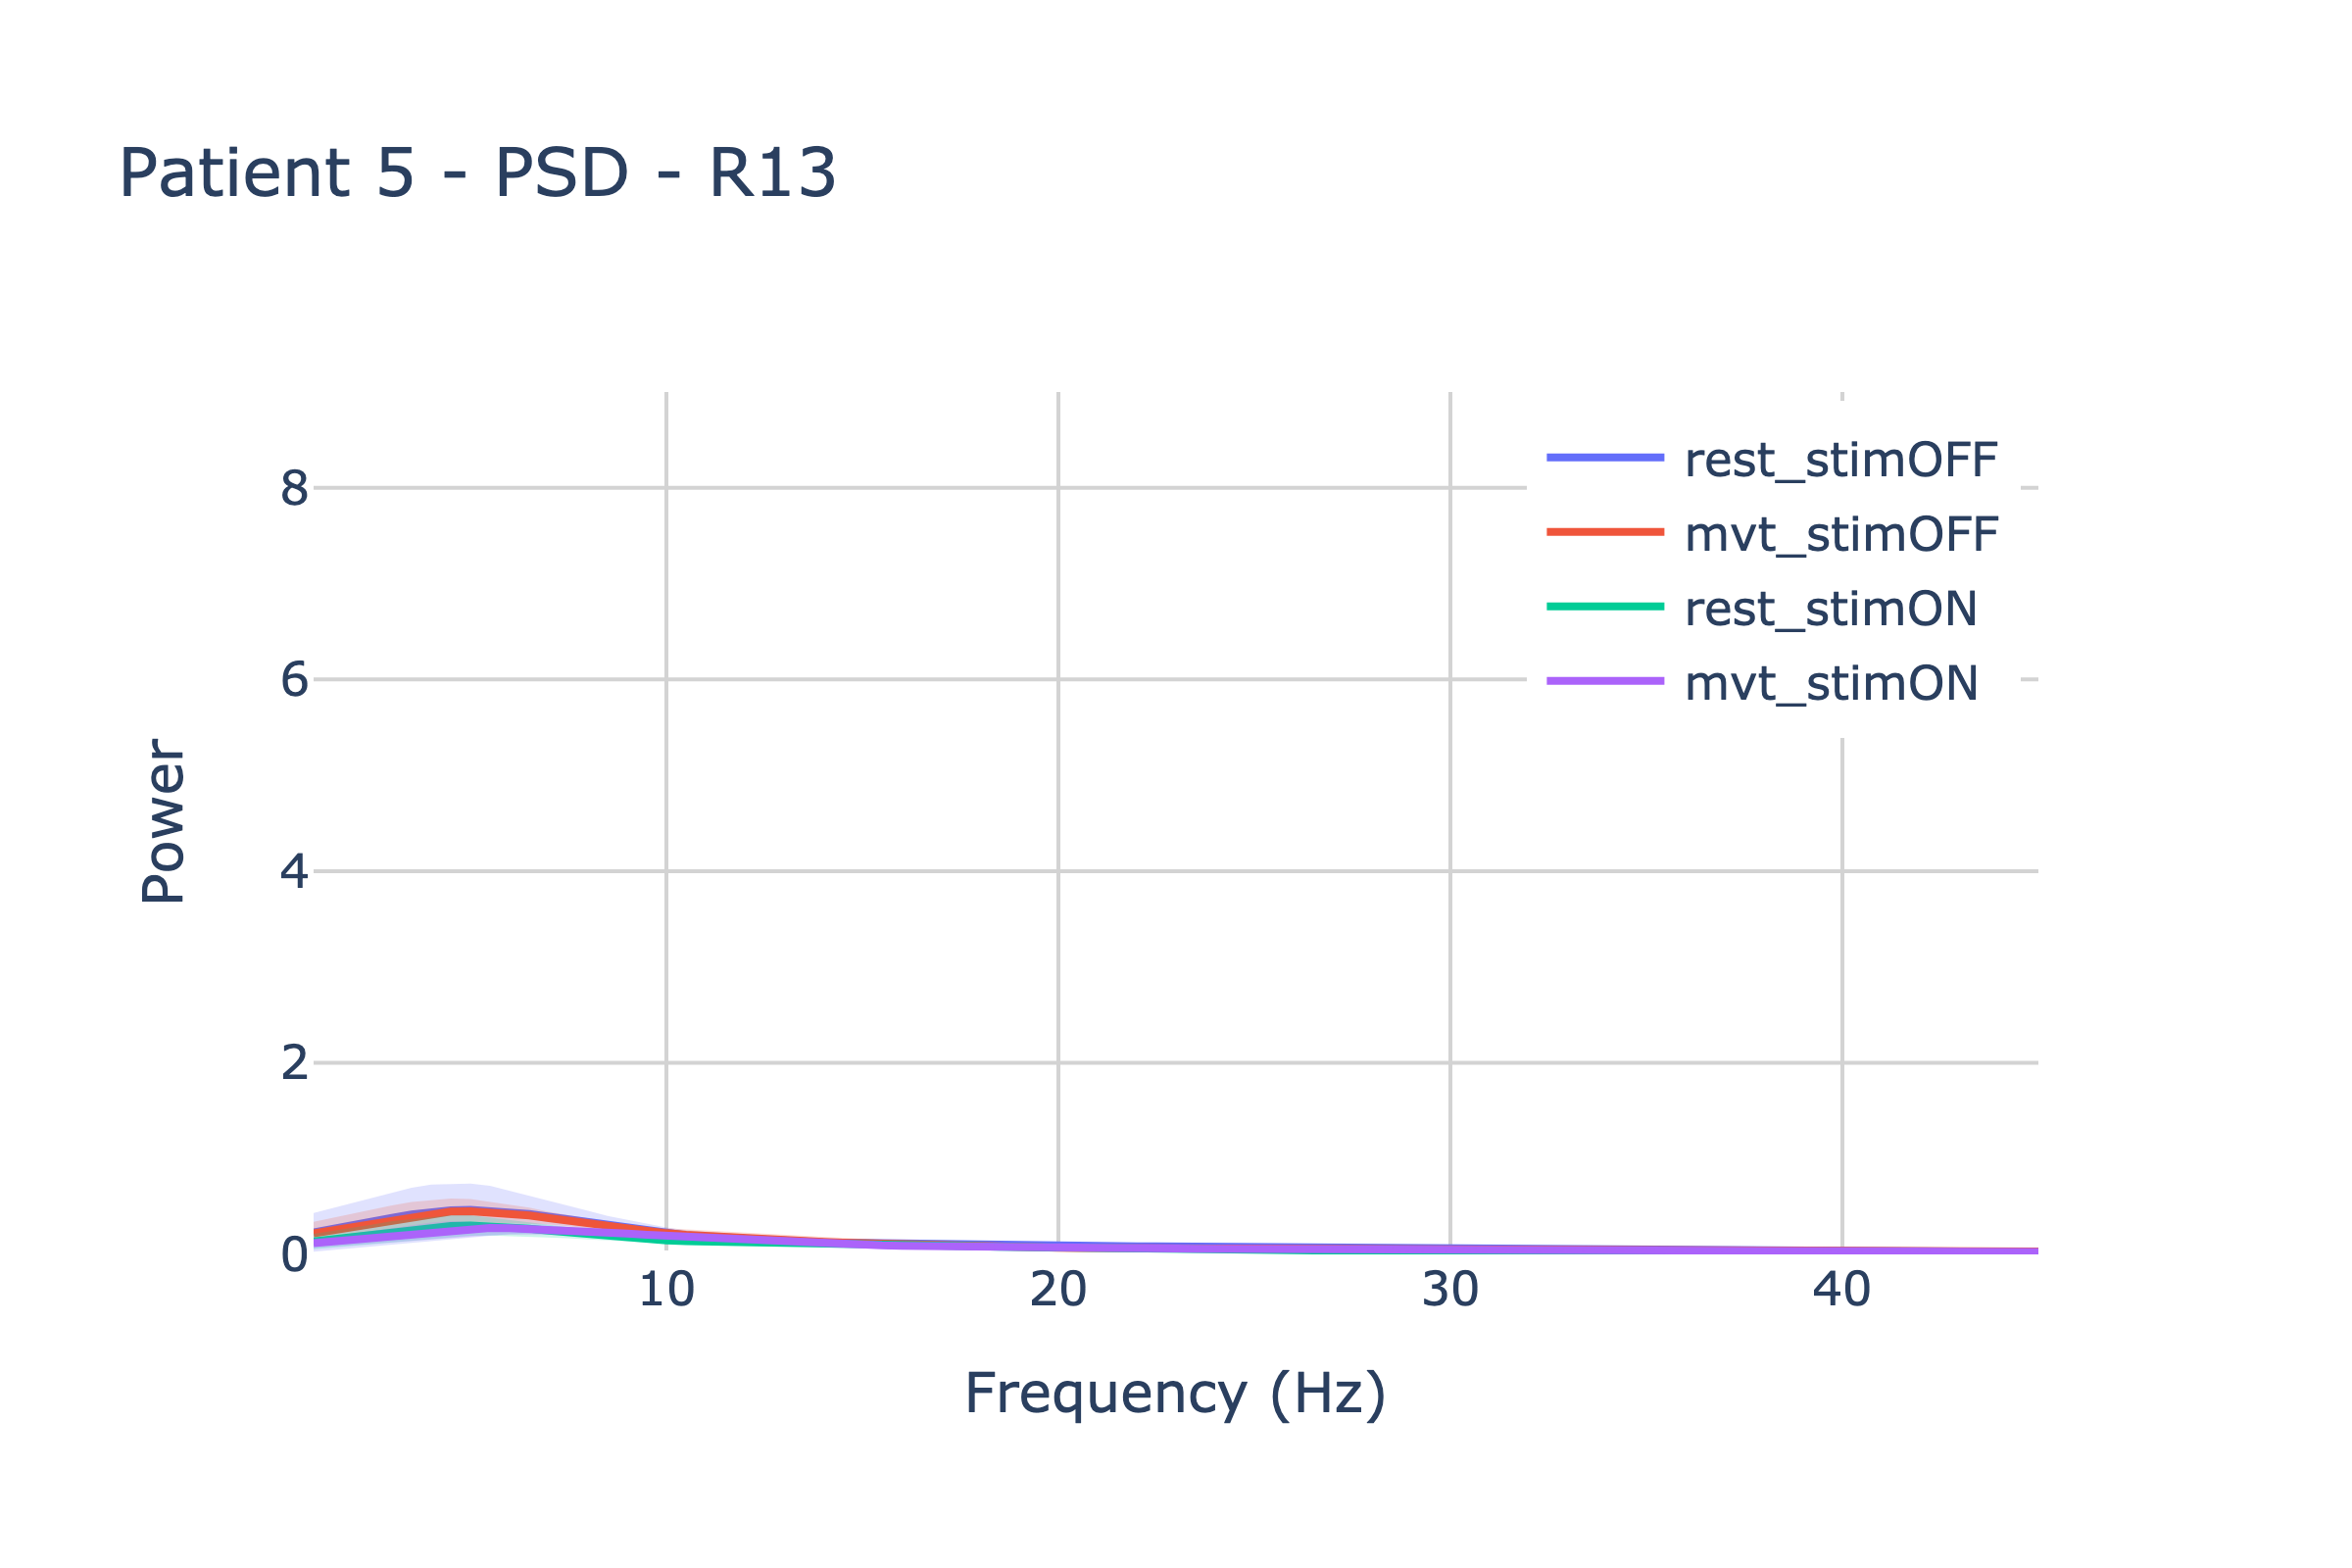 Patient 5 - PSD - R13
rest_stimOFF
mvt_stimOFF
rest_stimON
mvt_stimON
8
6
4
2
0
Power
10 20 30 40
Frequency (Hz)